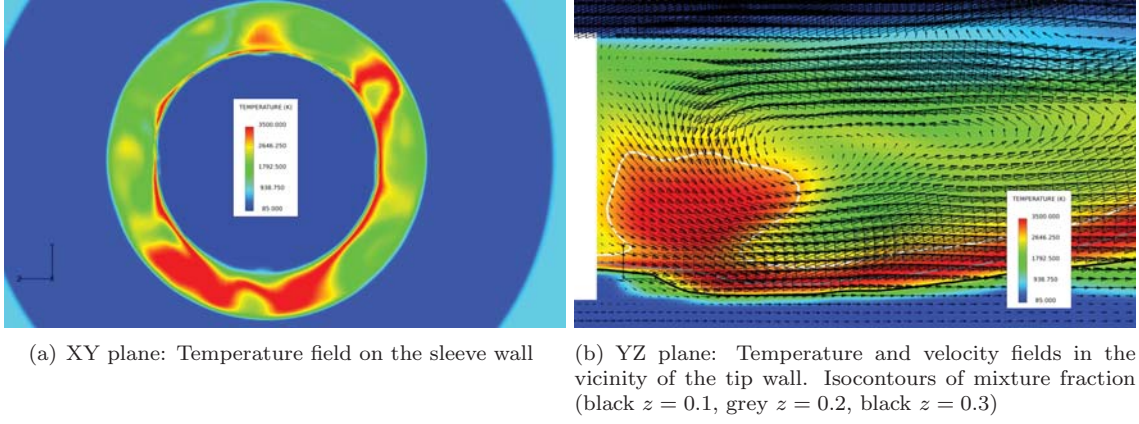 TEMPERATURE (K)
3500.000
2646.250
1792.500
938.750
85.000
TEMPERATURE (K)
3500.000
2646.250
1792.500
938.750
85.000
(a) XY plane: Temperature field on the sleeve wall
(b) YZ plane: Temperature and velocity fields in the
vicinity of the tip wall. Isocontours of mixture fraction
(black z = 0.1, grey z = 0.2, black z = 0.3)